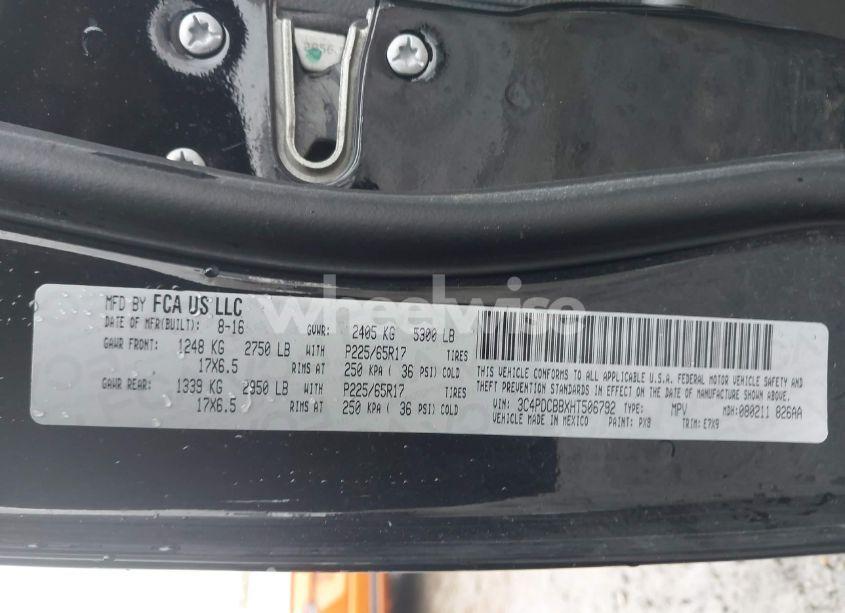 wheelwise
MFD BY FCA US LLC
DATE OF MFR(BUILT): 8-16 GVWR: 2405 KG 5300 LB
GAWR FRONT: 1248 KG 2750 LB WITH P225/65R17 TIRES
17X6.5 RIMS AT 250 KPA ( 36 PSI) COLD
GAWR REAR: 1339 KG 2950 LB WITH P225/65R17 TIRES
17X6.5 RIMS AT 250 KPA ( 36 PSI) COLD
THIS VEHICLE CONFORMS TO ALL APPLICABLE U.S.A. FEDERAL MOTOR VEHICLE SAFETY AND
THEFT PREVENTION STANDARDS IN EFFECT ON THE DATE OF MANUFACTURE SHOWN ABOVE.
VIN: 3C4PDCBBXHT506792 TYPE: MPV MDH: 080211 826AA
VEHICLE MADE IN MEXICO PAINT: PX8 TRIM: E7X9